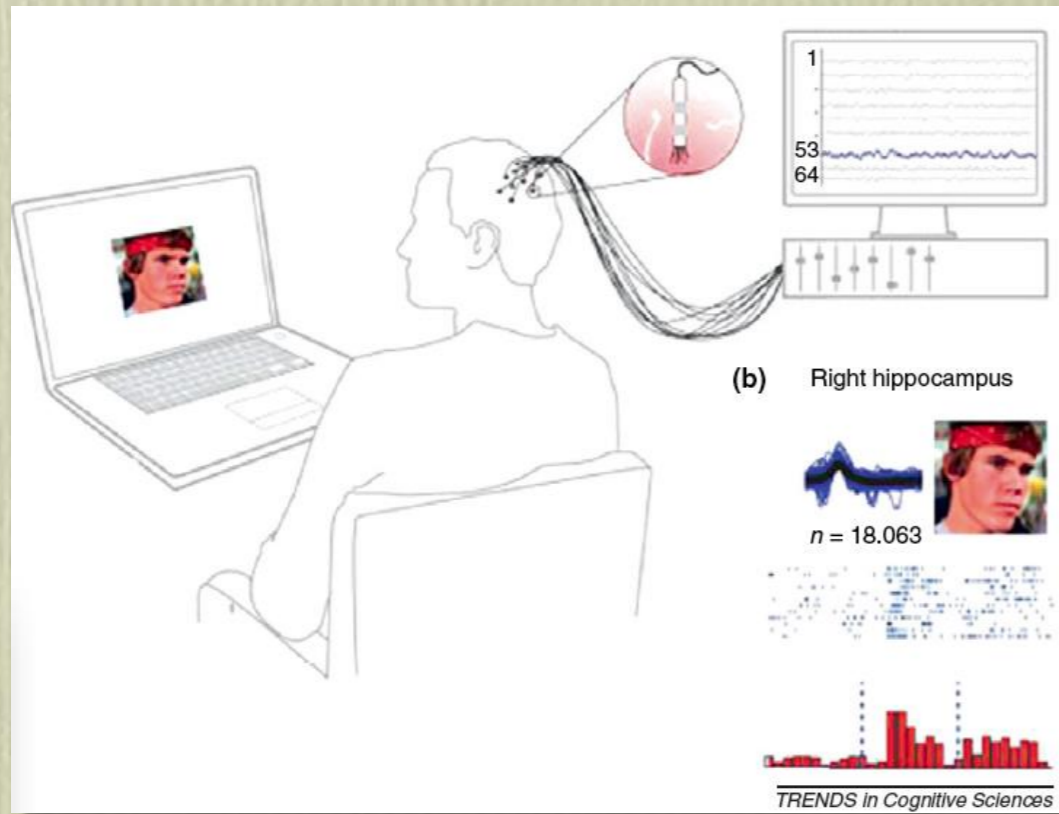 1
53
64
(b) Right hippocampus
n = 18.063
TRENDS in Cognitive Sciences